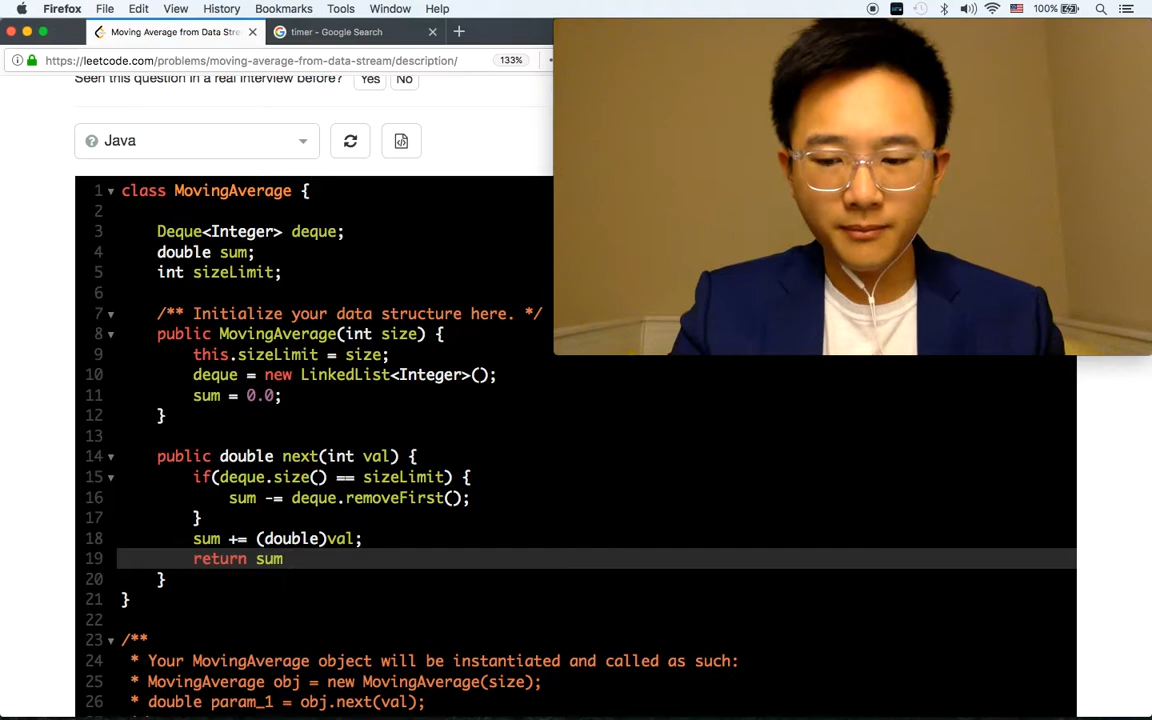 Firefox File Edit View History Bookmarks Tools Window Help 100%
Moving Average from Data Stre timer - Google Search
https://leetcode.com/problems/moving-average-from-data-stream/description/ 133%
Seen this question in a real interview before? Yes No
Java
1 class MovingAverage {
2
3 Deque<Integer> deque;
4 double sum;
5 int sizeLimit;
6
7 /** Initialize your data structure here. */
8 public MovingAverage(int size) {
9 this.sizeLimit = size;
10 deque = new LinkedList<Integer>();
11 sum = 0.0;
12 }
13
14 public double next(int val) {
15 if(deque.size() == sizeLimit) {
16 sum -= deque.removeFirst();
17 }
18 sum += (double)val;
19 return sum
20 }
21 }
22
23 /**
24 * Your MovingAverage object will be instantiated and called as such:
25 * MovingAverage obj = new MovingAverage(size);
26 * double param_1 = obj.next(val);